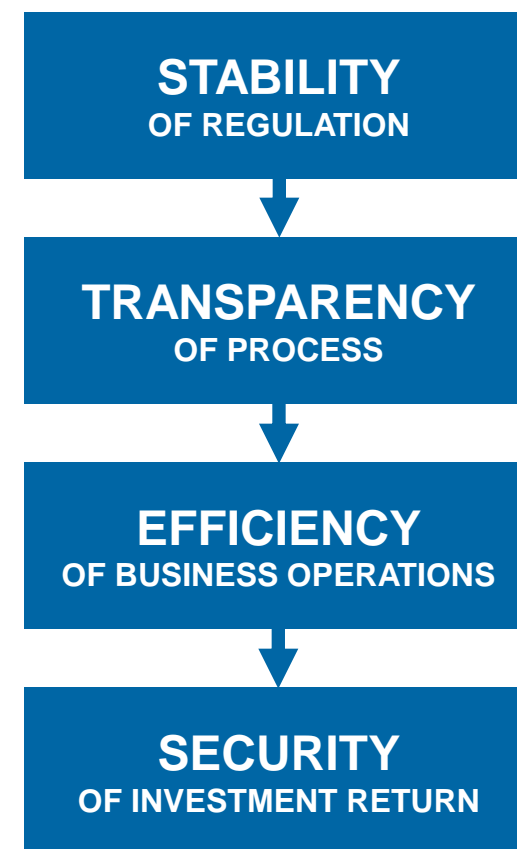 STABILITY
OF REGULATION
TRANSPARENCY
OF PROCESS
EFFICIENCY
OF BUSINESS OPERATIONS
SECURITY
OF INVESTMENT RETURN